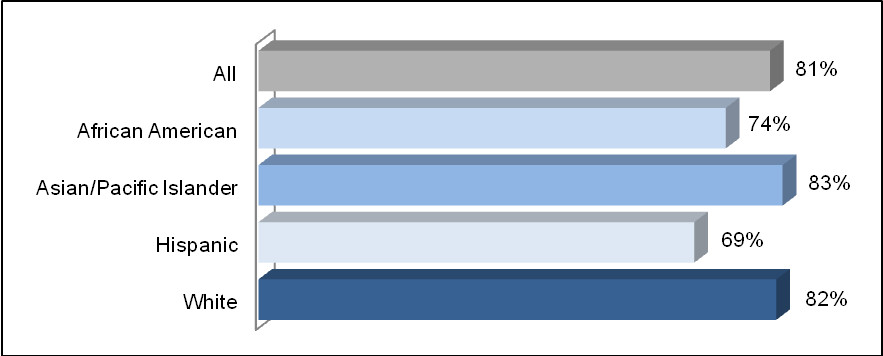 All 81%
African American 74%
Asian/Pacific Islander 83%
Hispanic 69%
White 82%